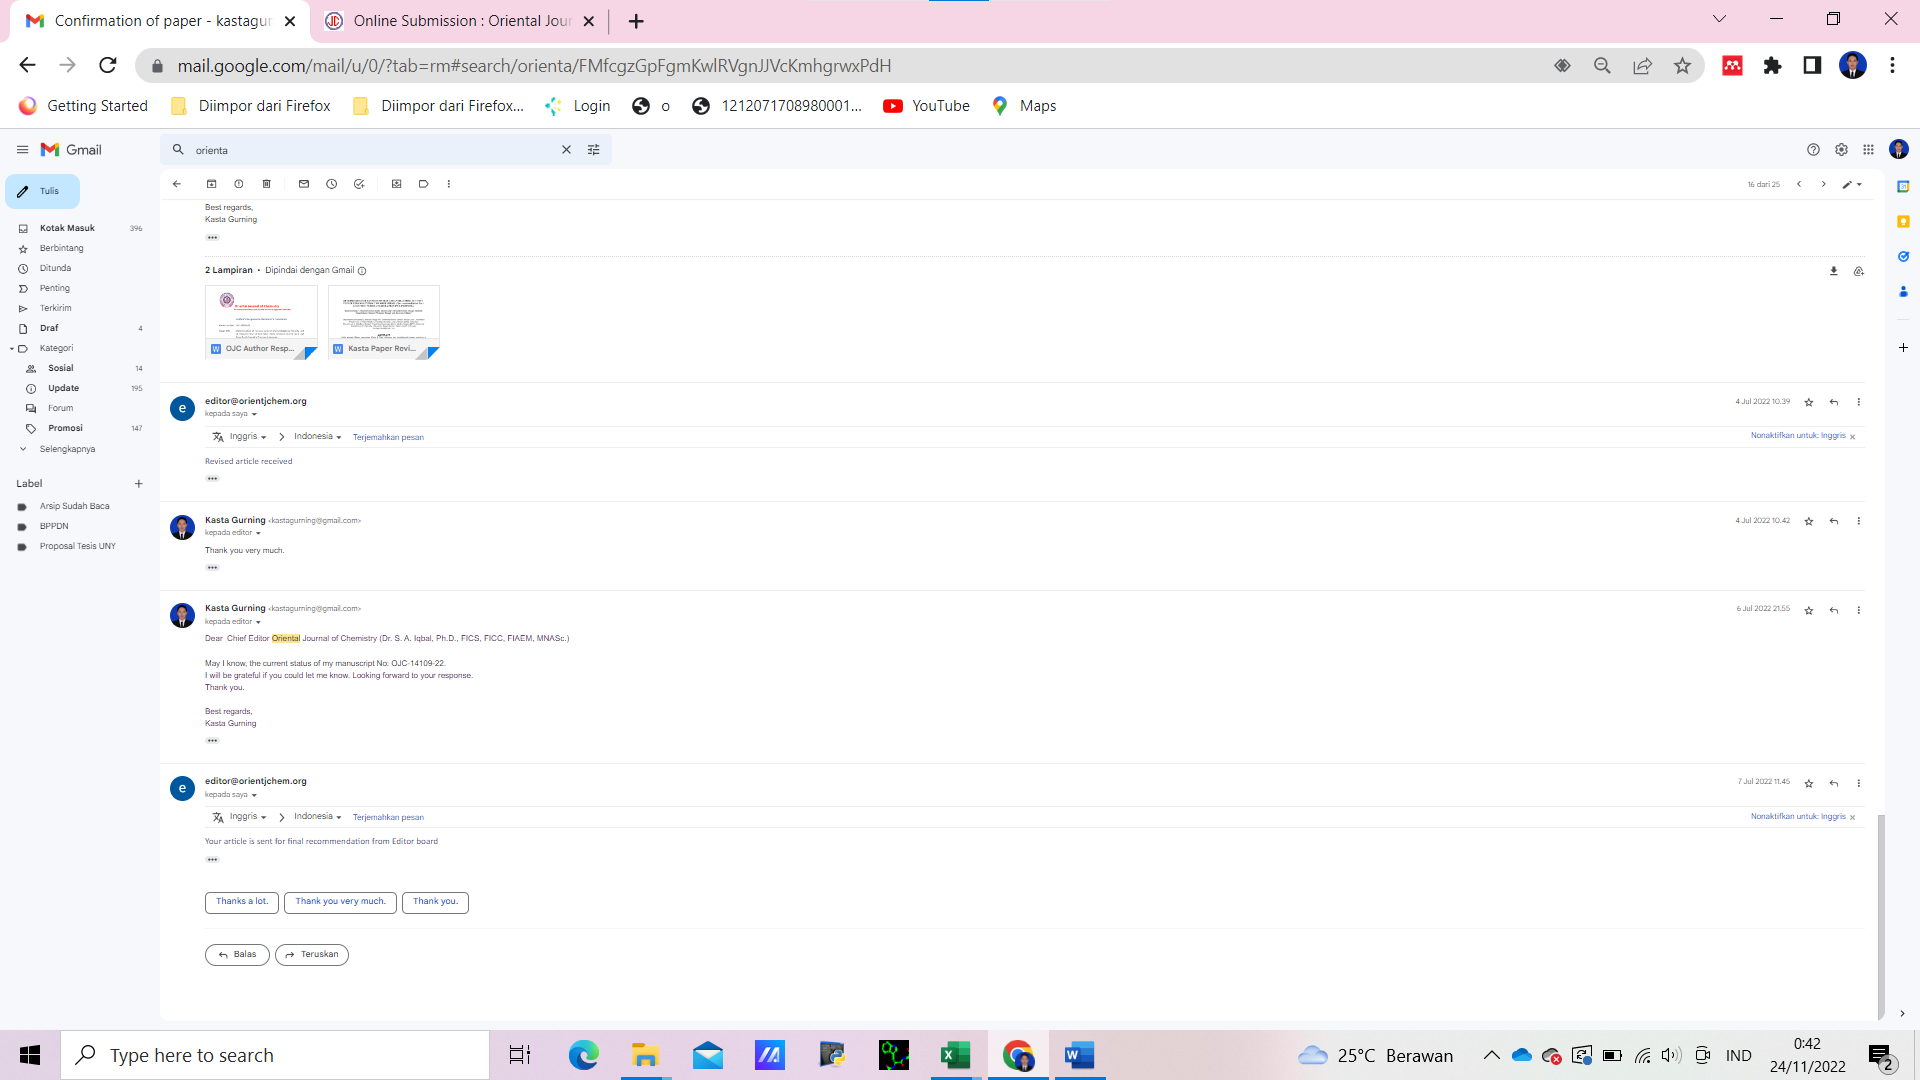 Confirmation of paper - kastagur
Online Submission : Oriental Jour
mail.google.com/mail/u/0/?tab=rm#search/orienta/FMfcgzGpFgmKwlRVgnJJVcKmhgrwxPdH
Getting Started
Diimpor dari Firefox
Diimpor dari Firefox...
Login
o
1212071708980001...
YouTube
Maps
Gmail
orienta
Tulis
16 dari 25
Kotak Masuk 396
Berbintang
Ditunda
Penting
Terkirim
Draf 4
Kategori
Sosial 14
Update 195
Forum
Promosi 147
Selengkapnya
Label
Arsip Sudah Baca
BPPDN
Proposal Tesis UNY
Best regards,
Kasta Gurning
2 Lampiran • Dipindai dengan Gmail
W OJC Author Resp...
W Kasta Paper Revi...
e
editor@orientjchem.org
4 Jul 2022 10.39
kepada saya
Inggris
Indonesia
Terjemahkan pesan
Nonaktifkan untuk: Inggris
Revised article received
Kasta Gurning <kastagurning@gmail.com>
4 Jul 2022 10.42
kepada editor
Thank you very much.
Kasta Gurning <kastagurning@gmail.com>
6 Jul 2022 21.55
kepada editor
Dear Chief Editor Oriental Journal of Chemistry (Dr. S. A. Iqbal, Ph.D., FICS, FICC, FIAEM, MNASc.)
May I know, the current status of my manuscript No: OJC-14109-22.
I will be grateful if you could let me know. Looking forward to your response.
Thank you.
Best regards,
Kasta Gurning
e
editor@orientjchem.org
7 Jul 2022 11.45
kepada saya
Inggris
Indonesia
Terjemahkan pesan
Nonaktifkan untuk: Inggris
Your article is sent for final recommendation from Editor board
Thanks a lot.
Thank you very much.
Thank you.
Balas
Teruskan
Type here to search
25°C Berawan
IND
0:42
24/11/2022
2